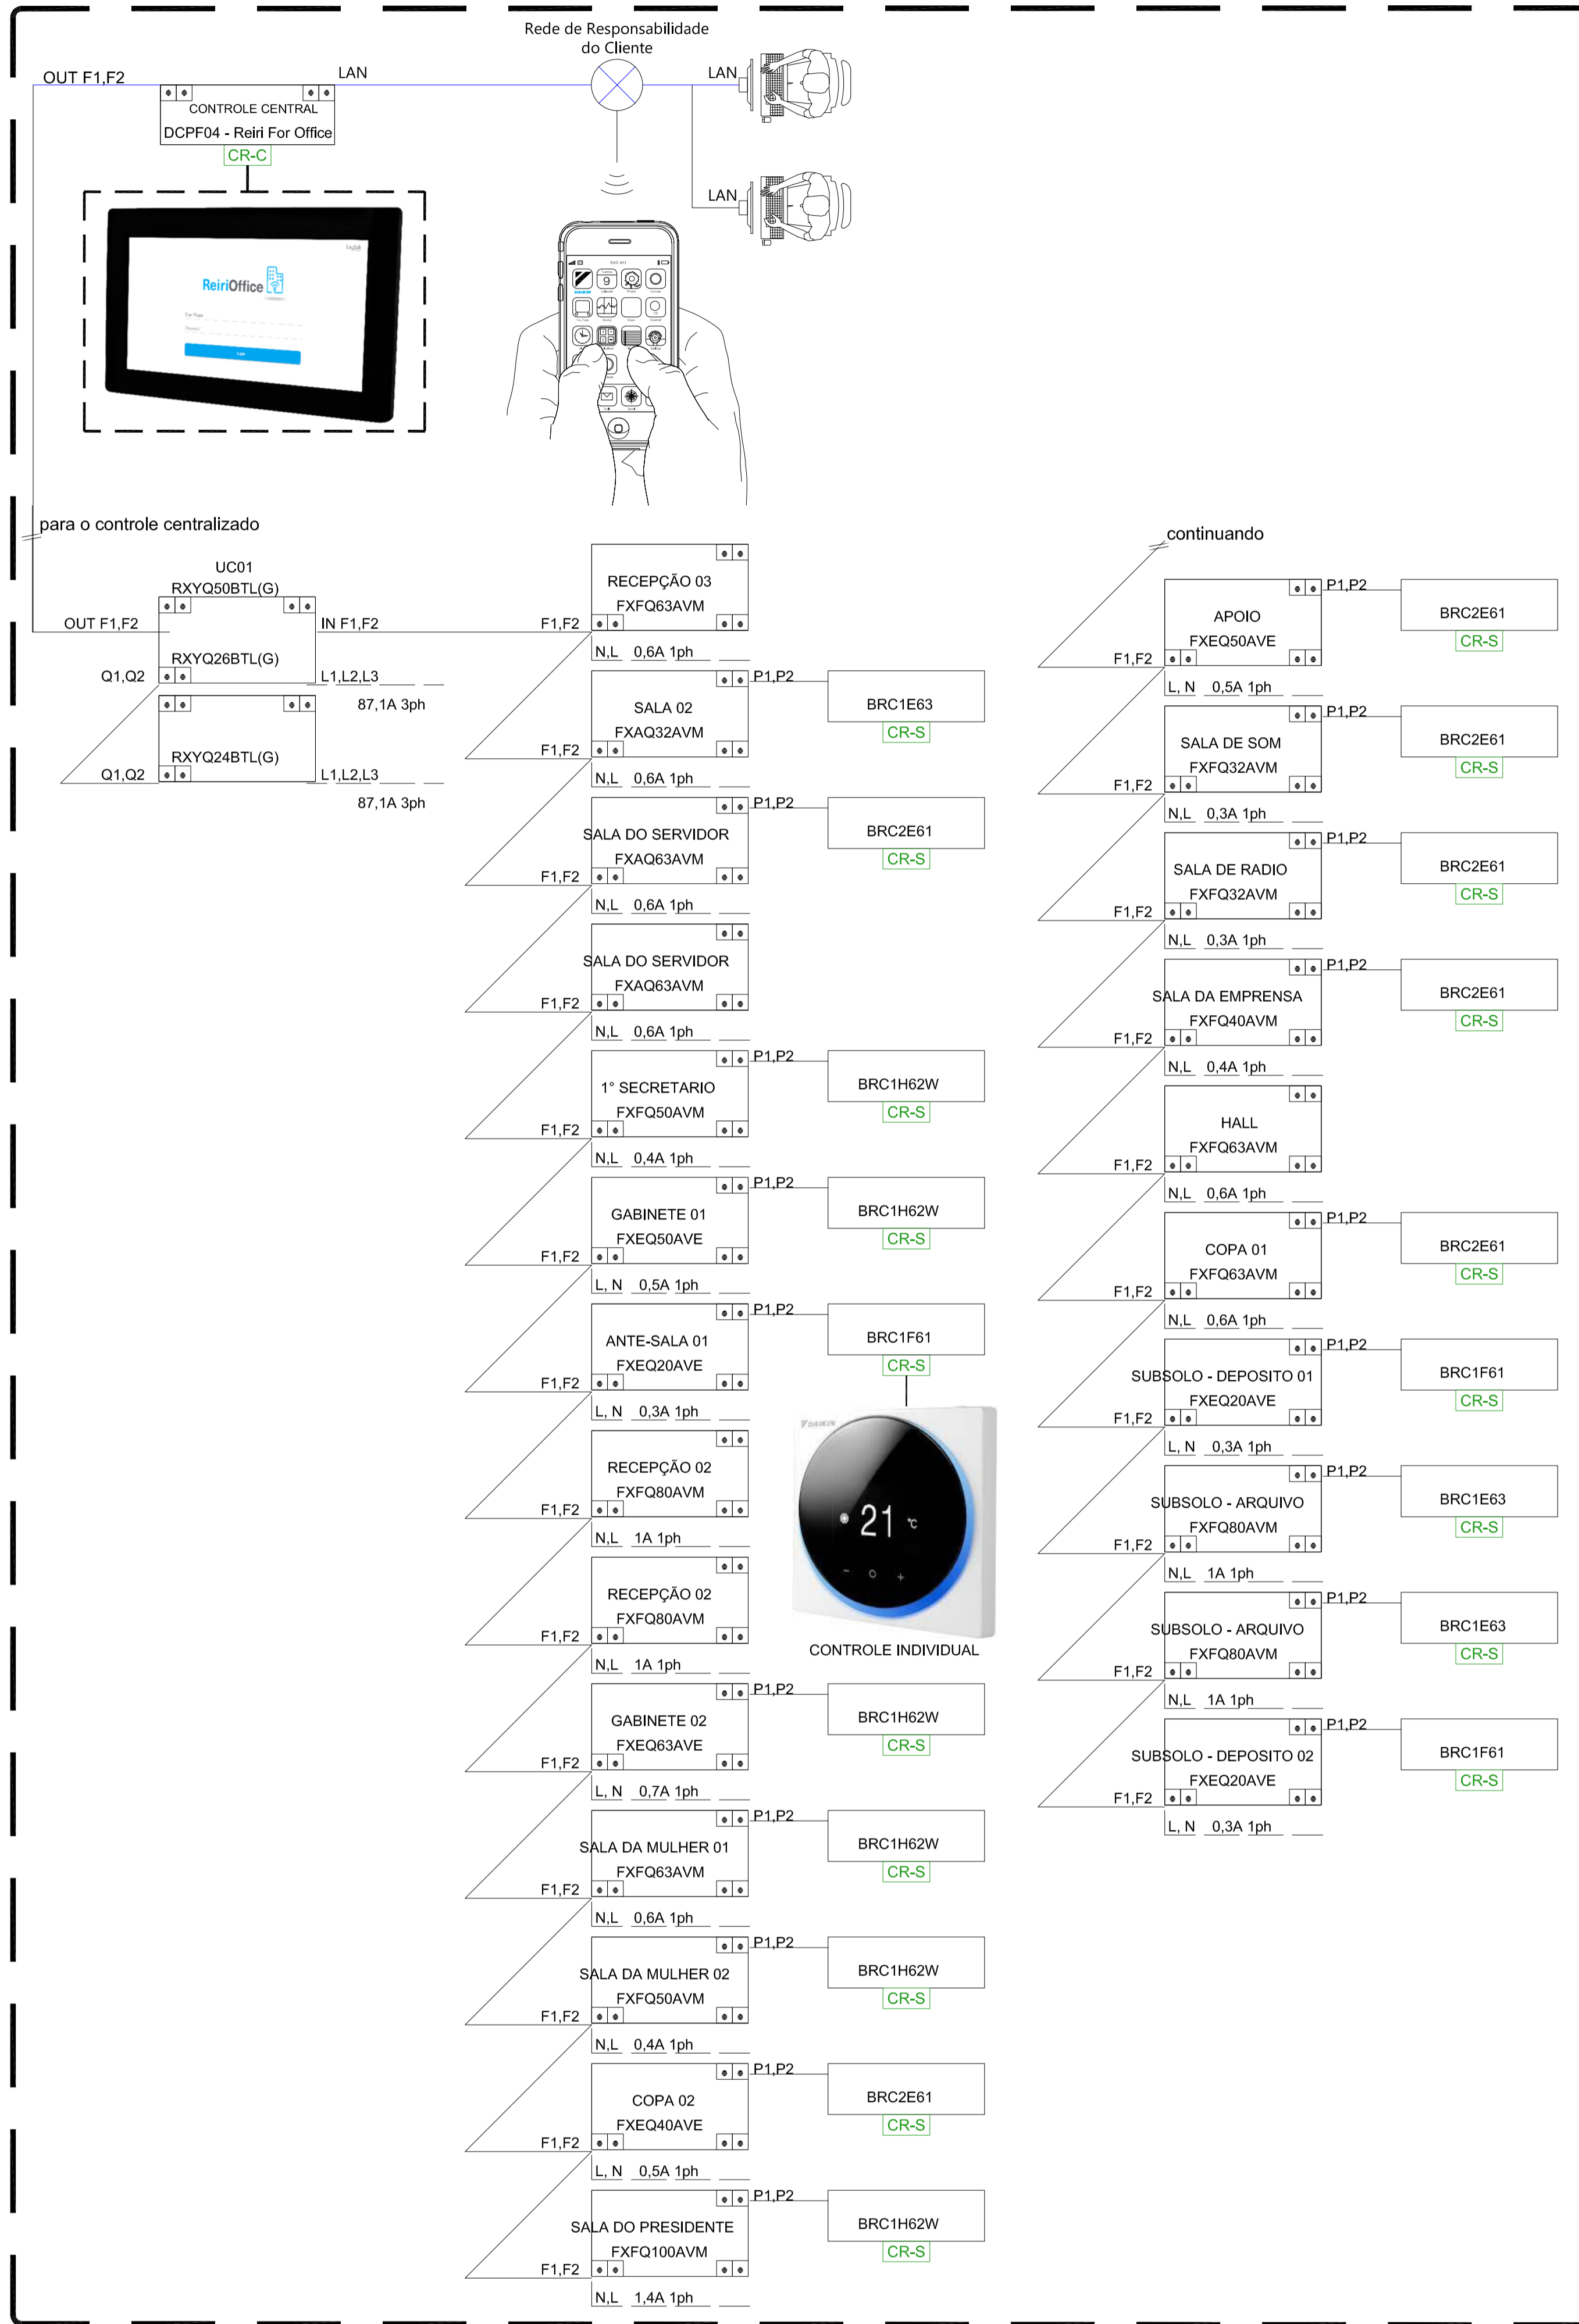 Rede de Responsabilidade
do Cliente
OUT F1,F2
LAN
LAN
CONTROLE CENTRAL
DCPF04 - Reiri For Office
CR-C
LAN
English
ReiriOffice
Login
9
DAIKIN
para o controle centralizado
UC01
RXYQ50BTL(G)
OUT F1,F2
IN F1,F2
RXYQ26BTL(G)
Q1,Q2
L1,L2,L3
87,1A 3ph
RXYQ24BTL(G)
Q1,Q2
L1,L2,L3
87,1A 3ph
RECEPÇÃO 03
FXFQ63AVM
F1,F2
N,L 0,6A 1ph
P1,P2
SALA 02
FXAQ32AVM
BRC1E63
CR-S
F1,F2
N,L 0,6A 1ph
P1,P2
SALA DO SERVIDOR
FXAQ63AVM
BRC2E61
CR-S
F1,F2
N,L 0,6A 1ph
SALA DO SERVIDOR
FXAQ63AVM
F1,F2
N,L 0,6A 1ph
P1,P2
1° SECRETARIO
FXFQ50AVM
BRC1H62W
CR-S
F1,F2
N,L 0,4A 1ph
P1,P2
GABINETE 01
FXEQ50AVE
BRC1H62W
CR-S
F1,F2
L, N 0,5A 1ph
P1,P2
ANTE-SALA 01
FXEQ20AVE
BRC1F61
CR-S
F1,F2
L, N 0,3A 1ph
DAIKIN
21 °C
CONTROLE INDIVIDUAL
RECEPÇÃO 02
FXFQ80AVM
F1,F2
N,L 1A 1ph
RECEPÇÃO 02
FXFQ80AVM
F1,F2
N,L 1A 1ph
P1,P2
GABINETE 02
FXEQ63AVE
BRC1H62W
CR-S
F1,F2
L, N 0,7A 1ph
P1,P2
SALA DA MULHER 01
FXFQ63AVM
BRC1H62W
CR-S
F1,F2
N,L 0,6A 1ph
P1,P2
SALA DA MULHER 02
FXFQ50AVM
BRC1H62W
CR-S
F1,F2
N,L 0,4A 1ph
P1,P2
COPA 02
FXEQ40AVE
BRC2E61
CR-S
F1,F2
L, N 0,5A 1ph
P1,P2
SALA DO PRESIDENTE
FXFQ100AVM
BRC1H62W
CR-S
F1,F2
N,L 1,4A 1ph
continuando
P1,P2
APOIO
FXEQ50AVE
BRC2E61
CR-S
F1,F2
L, N 0,5A 1ph
P1,P2
SALA DE SOM
FXFQ32AVM
BRC2E61
CR-S
F1,F2
N,L 0,3A 1ph
P1,P2
SALA DE RADIO
FXFQ32AVM
BRC2E61
CR-S
F1,F2
N,L 0,3A 1ph
P1,P2
SALA DA EMPRENSA
FXFQ40AVM
BRC2E61
CR-S
F1,F2
N,L 0,4A 1ph
HALL
FXFQ63AVM
F1,F2
N,L 0,6A 1ph
P1,P2
COPA 01
FXFQ63AVM
BRC2E61
CR-S
F1,F2
N,L 0,6A 1ph
P1,P2
SUBSOLO - DEPOSITO 01
FXEQ20AVE
BRC1F61
CR-S
F1,F2
L, N 0,3A 1ph
P1,P2
SUBSOLO - ARQUIVO
FXFQ80AVM
BRC1E63
CR-S
F1,F2
N,L 1A 1ph
P1,P2
SUBSOLO - ARQUIVO
FXFQ80AVM
BRC1E63
CR-S
F1,F2
N,L 1A 1ph
P1,P2
SUBSOLO - DEPOSITO 02
FXEQ20AVE
BRC1F61
CR-S
F1,F2
L, N 0,3A 1ph